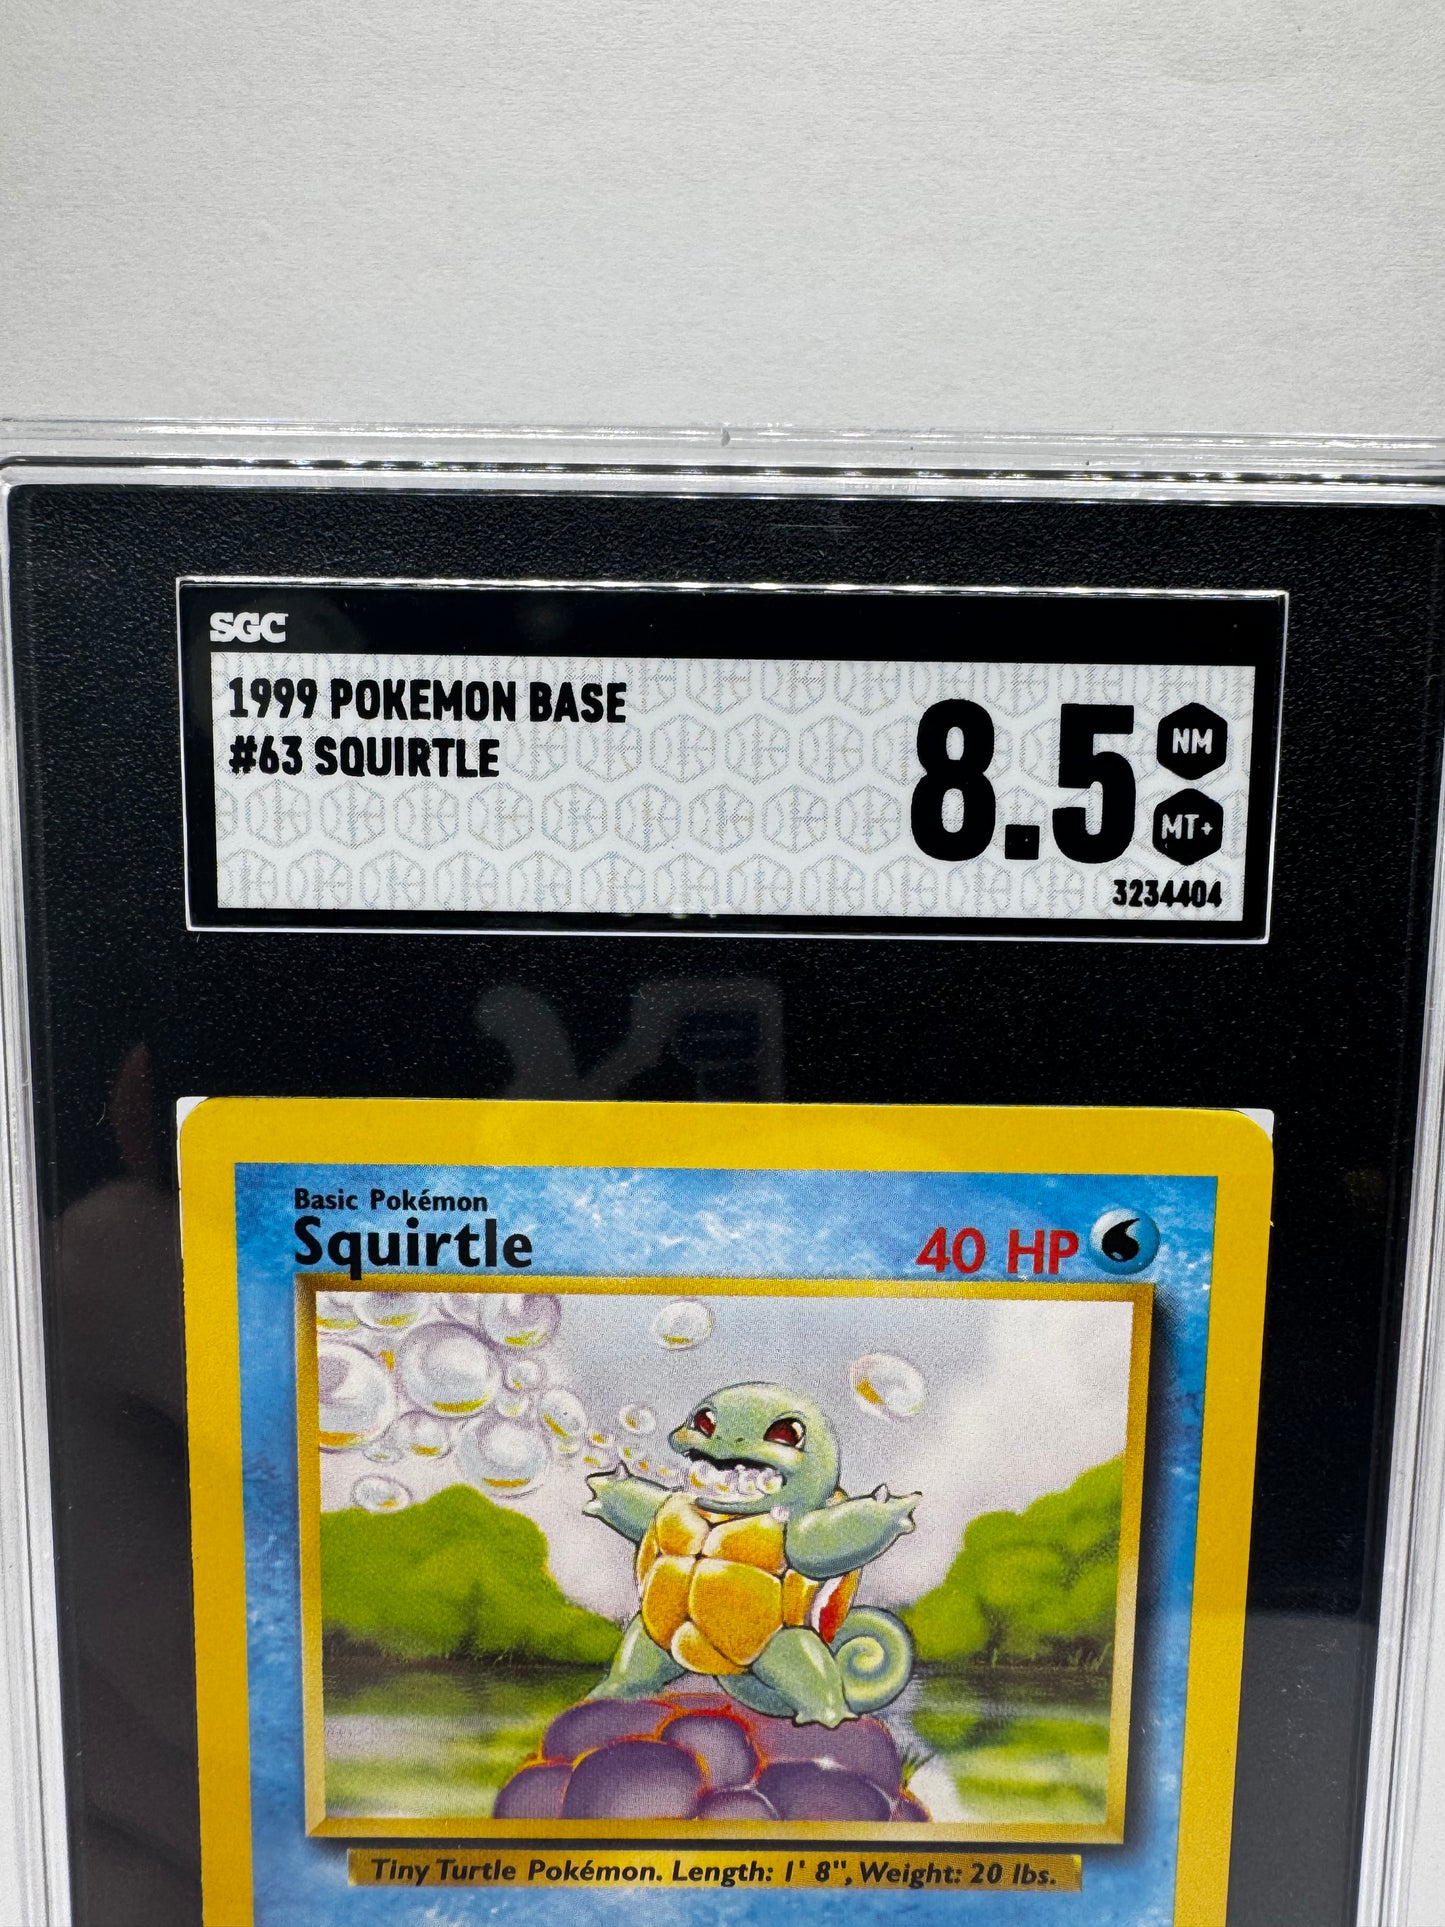 SGC
1999 POKEMON BASE
#63 SQUIRTLE
8.5
NM
MT+
3234404
Basic Pokémon
Squirtle
40 HP
Tiny Turtle Pokémon. Length: 1' 8", Weight: 20 lbs.